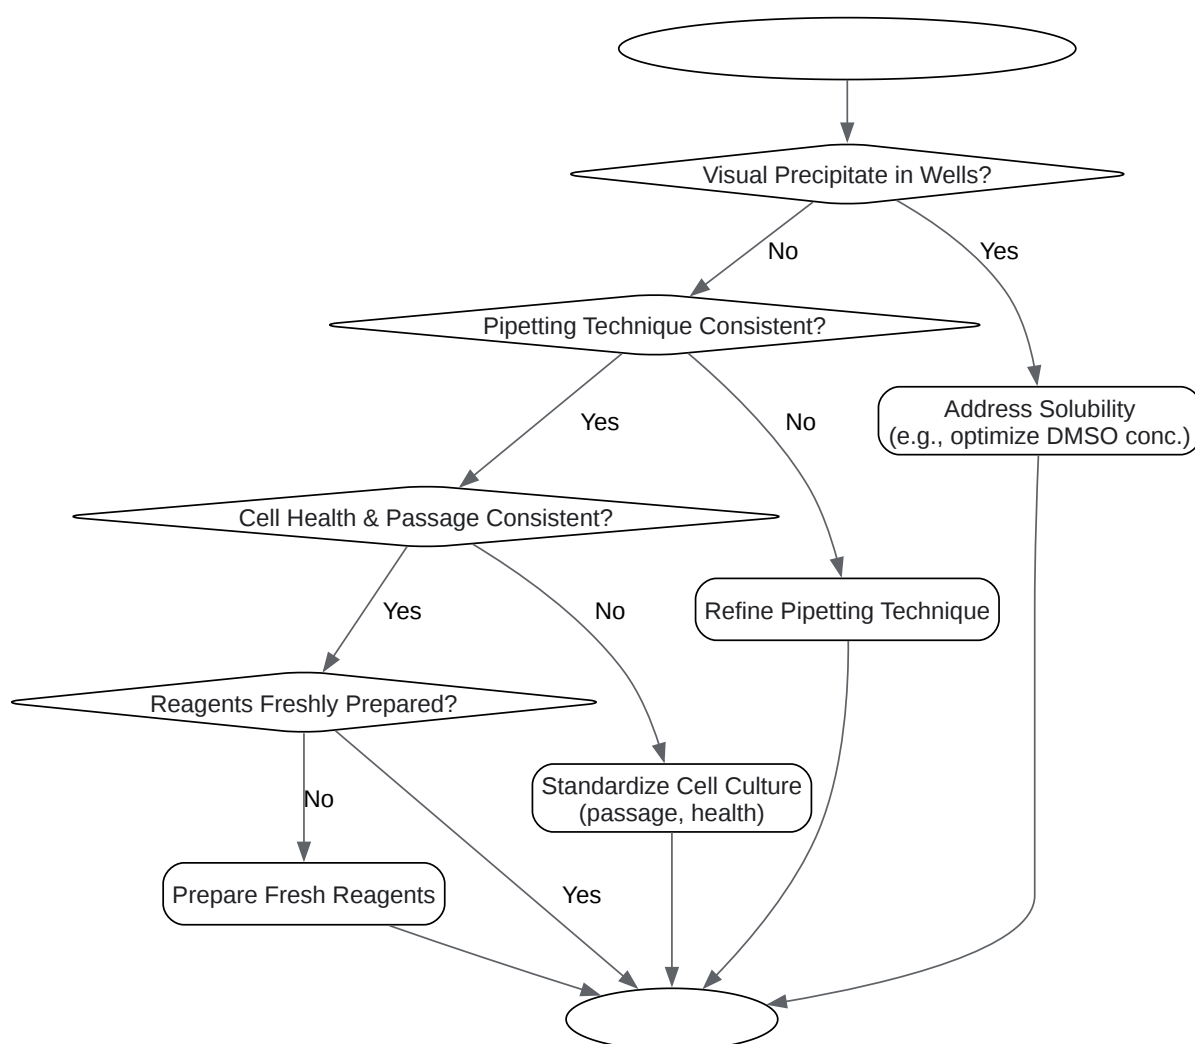 Visual Precipitate in Wells?
No
Yes
Pipetting Technique Consistent?
Address Solubility
(e.g., optimize DMSO conc.)
Yes
No
Cell Health & Passage Consistent?
Refine Pipetting Technique
Yes
No
Reagents Freshly Prepared?
Standardize Cell Culture
(passage, health)
No
Prepare Fresh Reagents
Yes